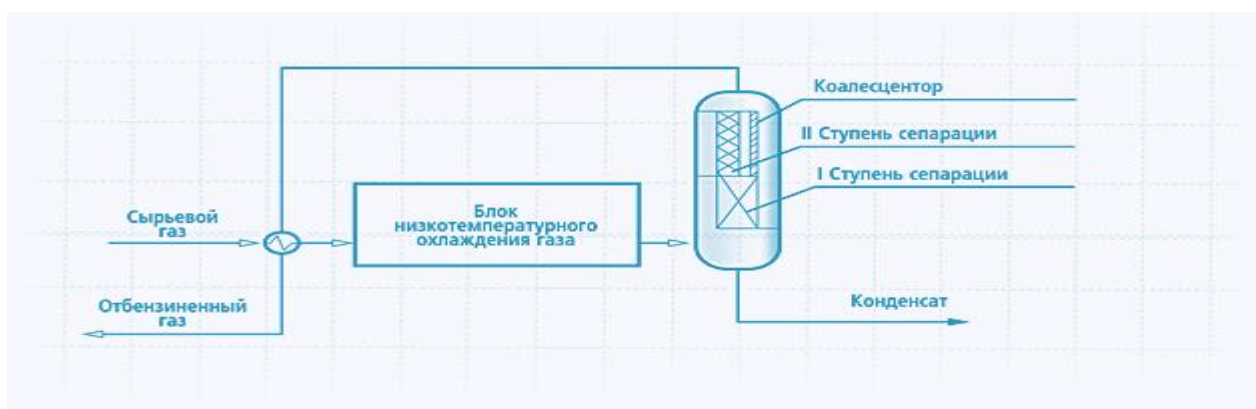 Коалесцентор
II Ступень сепарации
I Ступень сепарации
Сырьевой
газ
Блок
низкотемпературного
охлаждения газа
Отбензиненный
газ
Конденсат